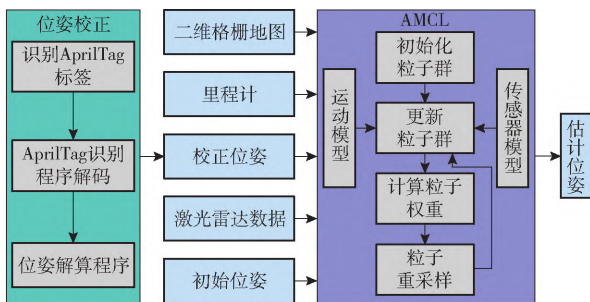 位姿校正
识别AprilTag
标签
AprilTag识别
程序解码
位姿解算程序
二维格栅地图
里程计
校正位姿
激光雷达数据
初始位姿
AMCL
运动模型
初始化
粒子群
更新
粒子群
计算粒子
权重
粒子
重采样
传感器
模型
估计
位姿